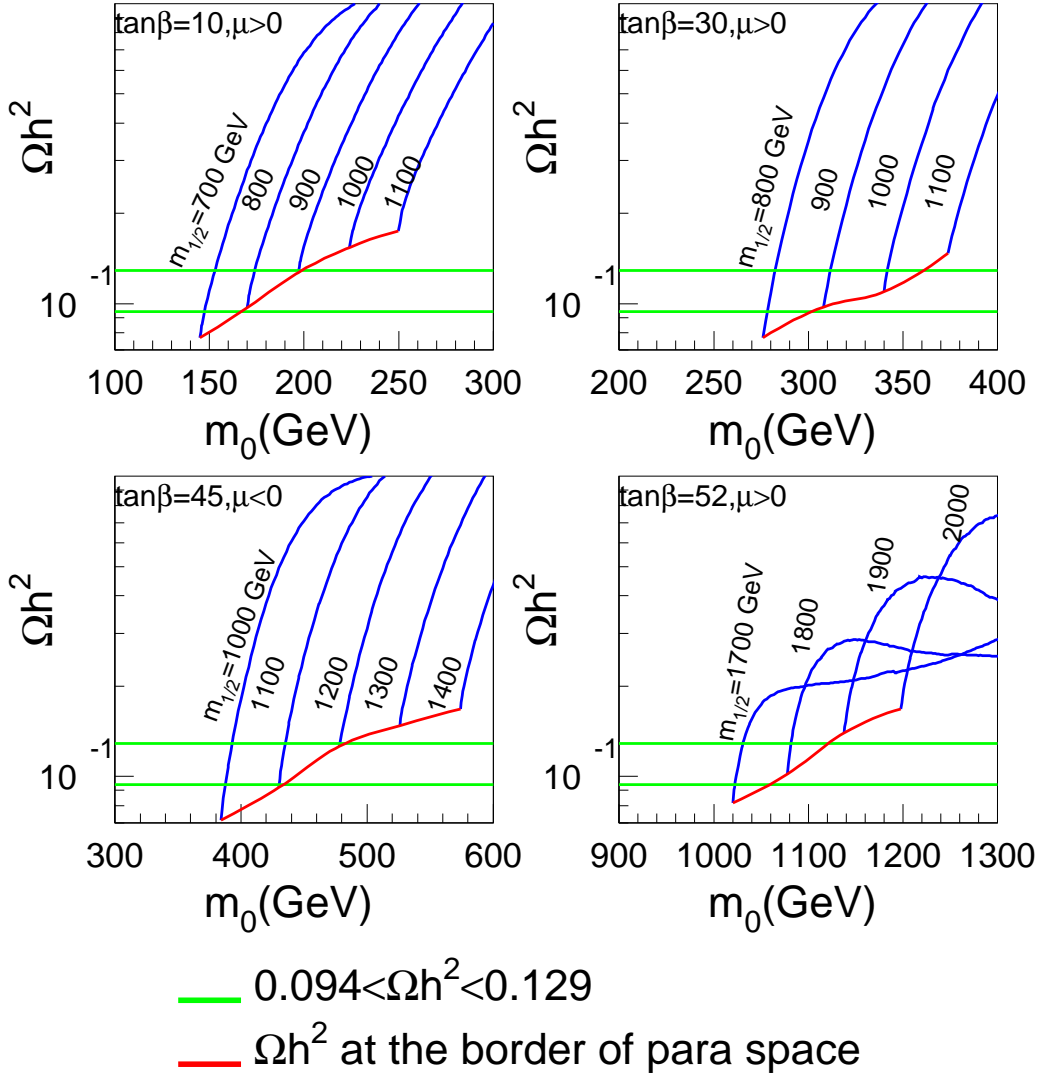 tanβ=10,μ>0
Ωh²
m₁/₂=700 GeV
800
900
1000
1100
10⁻¹
100 150 200 250 300
m₀(GeV)
tanβ=30,μ>0
Ωh²
m₁/₂=800 GeV
900
1000
1100
10⁻¹
200 250 300 350 400
m₀(GeV)
tanβ=45,μ<0
Ωh²
m₁/₂=1000 GeV
1100
1200
1300
1400
10⁻¹
300 400 500 600
m₀(GeV)
tanβ=52,μ>0
Ωh²
m₁/₂=1700 GeV
1800
1900
2000
10⁻¹
900 1000 1100 1200 1300
m₀(GeV)
0.094<Ωh²<0.129
Ωh² at the border of para space